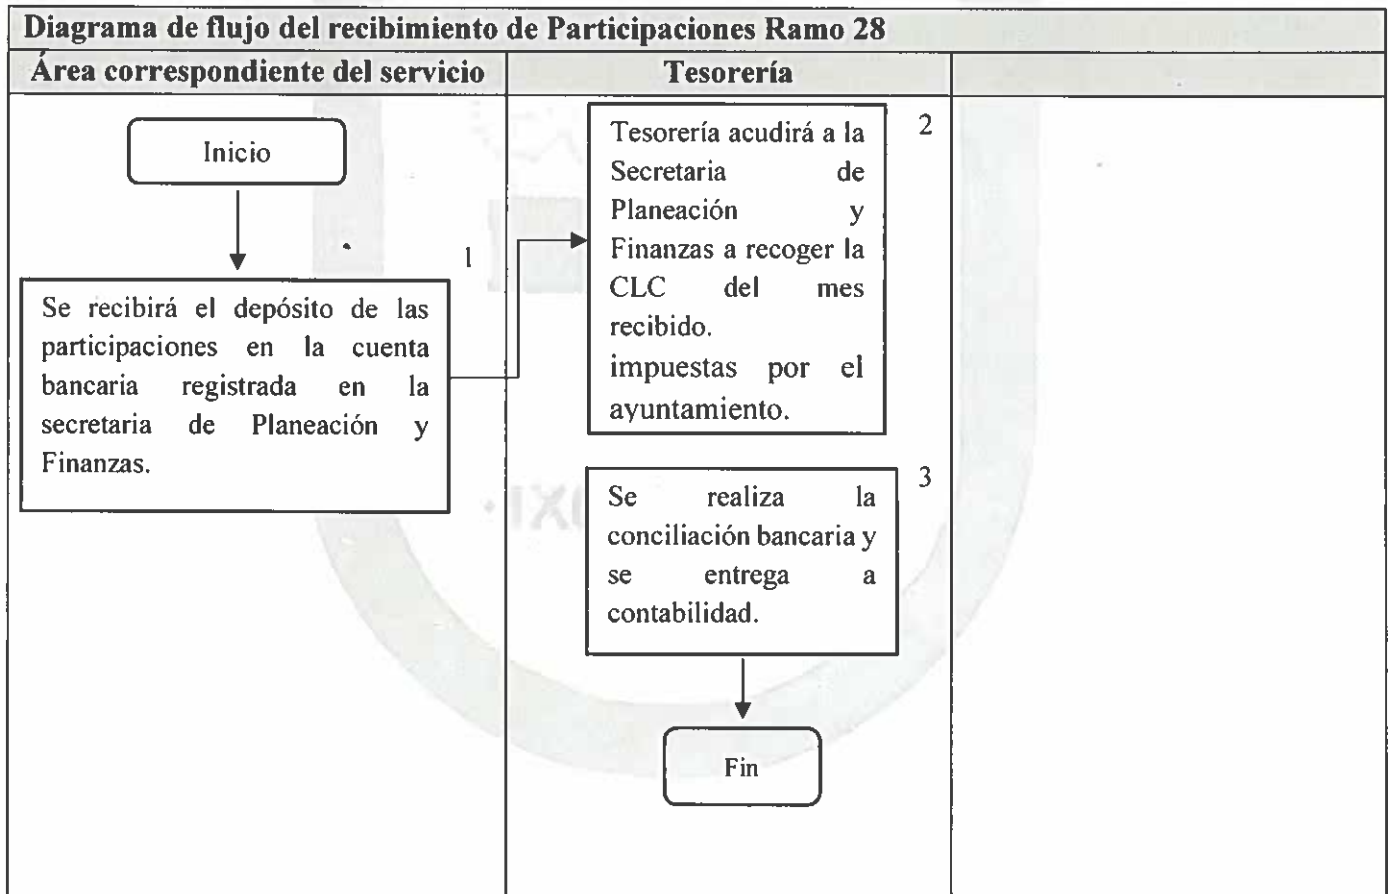 Diagrama de flujo del recibimiento de Participaciones Ramo 28
Área correspondiente del servicio
Tesorería
Inicio
1
Se recibirá el depósito de las
participaciones en la cuenta
bancaria registrada en la
secretaria de Planeación y
Finanzas.
2
Tesorería acudirá a la
Secretaria de
Planeación y
Finanzas a recoger la
CLC del mes
recibido.
impuestas por el
ayuntamiento.
3
Se realiza la
conciliación bancaria y
se entrega a
contabilidad.
Fin